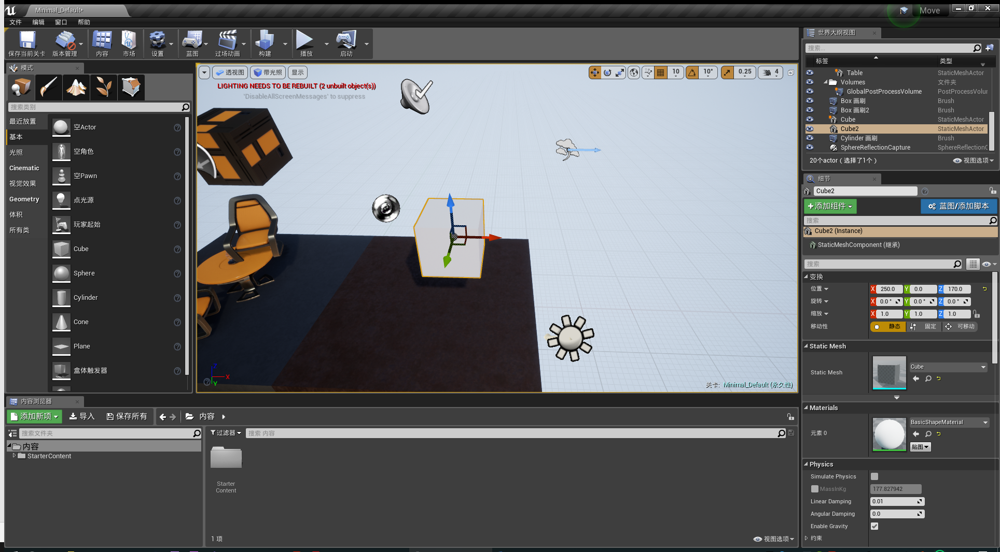 Minimal_Default*
Move
文件 编辑 窗口 帮助
保存当前关卡 版本管理 内容 市场 设置 蓝图 过场动画 构建 播放 启动
模式
搜索类别
最近放置
基本
光照
Cinematic
视觉效果
Geometry
体积
所有类
空Actor
空角色
空Pawn
点光源
玩家起始
Cube
Sphere
Cylinder
Cone
Plane
盒体触发器
透视图 带光照 显示
10 10° 0.25 4
LIGHTING NEEDS TO BE REBUILT (2 unbuilt object(s))
'DisableAllScreenMessages' to suppress
Z
X
Y
关卡: Minimal_Default (永久性)
世界大纲视图
搜索...
标签 类型
Table StaticMeshActor
Volumes 文件夹
GlobalPostProcessVolume PostProcessVolur
Box 画刷 Brush
Box 画刷2 Brush
Cube StaticMeshActor
Cube2 StaticMeshActor
Cylinder 画刷 Brush
SphereReflectionCapture SphereReflectionC
20个actor ( 选择了1个 ) 视图选项
细节
Cube2
+添加组件 蓝图/添加脚本
搜索
Cube2 (Instance)
StaticMeshComponent (继承)
搜索
变换
位置 X 250.0 Y 0.0 Z 170.0
旋转 X 0.0 ° Y 0.0 ° Z 0.0 °
缩放 X 1.0 Y 1.0 Z 1.0
移动性 静态 固定 可移动
Static Mesh
Static Mesh Cube
Materials
元素 0 BasicShapeMaterial
贴图
Physics
Simulate Physics
MassInKg 177.827942
Linear Damping 0.01
Angular Damping 0.0
Enable Gravity
约束
内容浏览器
添加新项 导入 保存所有 内容
搜索文件夹
内容
StarterContent
过滤器 搜索 内容
Starter
Content
1 项 视图选项